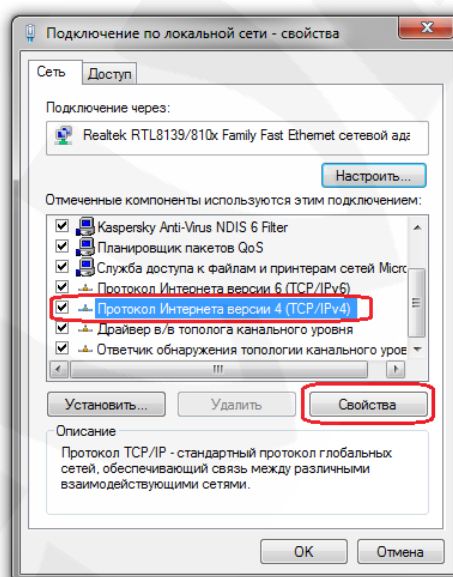 Подключение по локальной сети - свойства
Сеть Доступ
Подключение через:
Realtek RTL8139/810x Family Fast Ethernet сетевой ада
Настроить...
Отмеченные компоненты используются этим подключением:
Kaspersky Anti-Virus NDIS 6 Filter
Планировщик пакетов QoS
Служба доступа к файлам и принтерам сетей Micro
Протокол Интернета версии 6 (TCP/IPv6)
Протокол Интернета версии 4 (TCP/IPv4)
Драйвер в/в тополога канального уровня
Ответчик обнаружения топологии канального уров
Установить... Удалить Свойства
Описание
Протокол TCP/IP - стандартный протокол глобальных
сетей, обеспечивающий связь между различными
взаимодействующими сетями.
OK Отмена